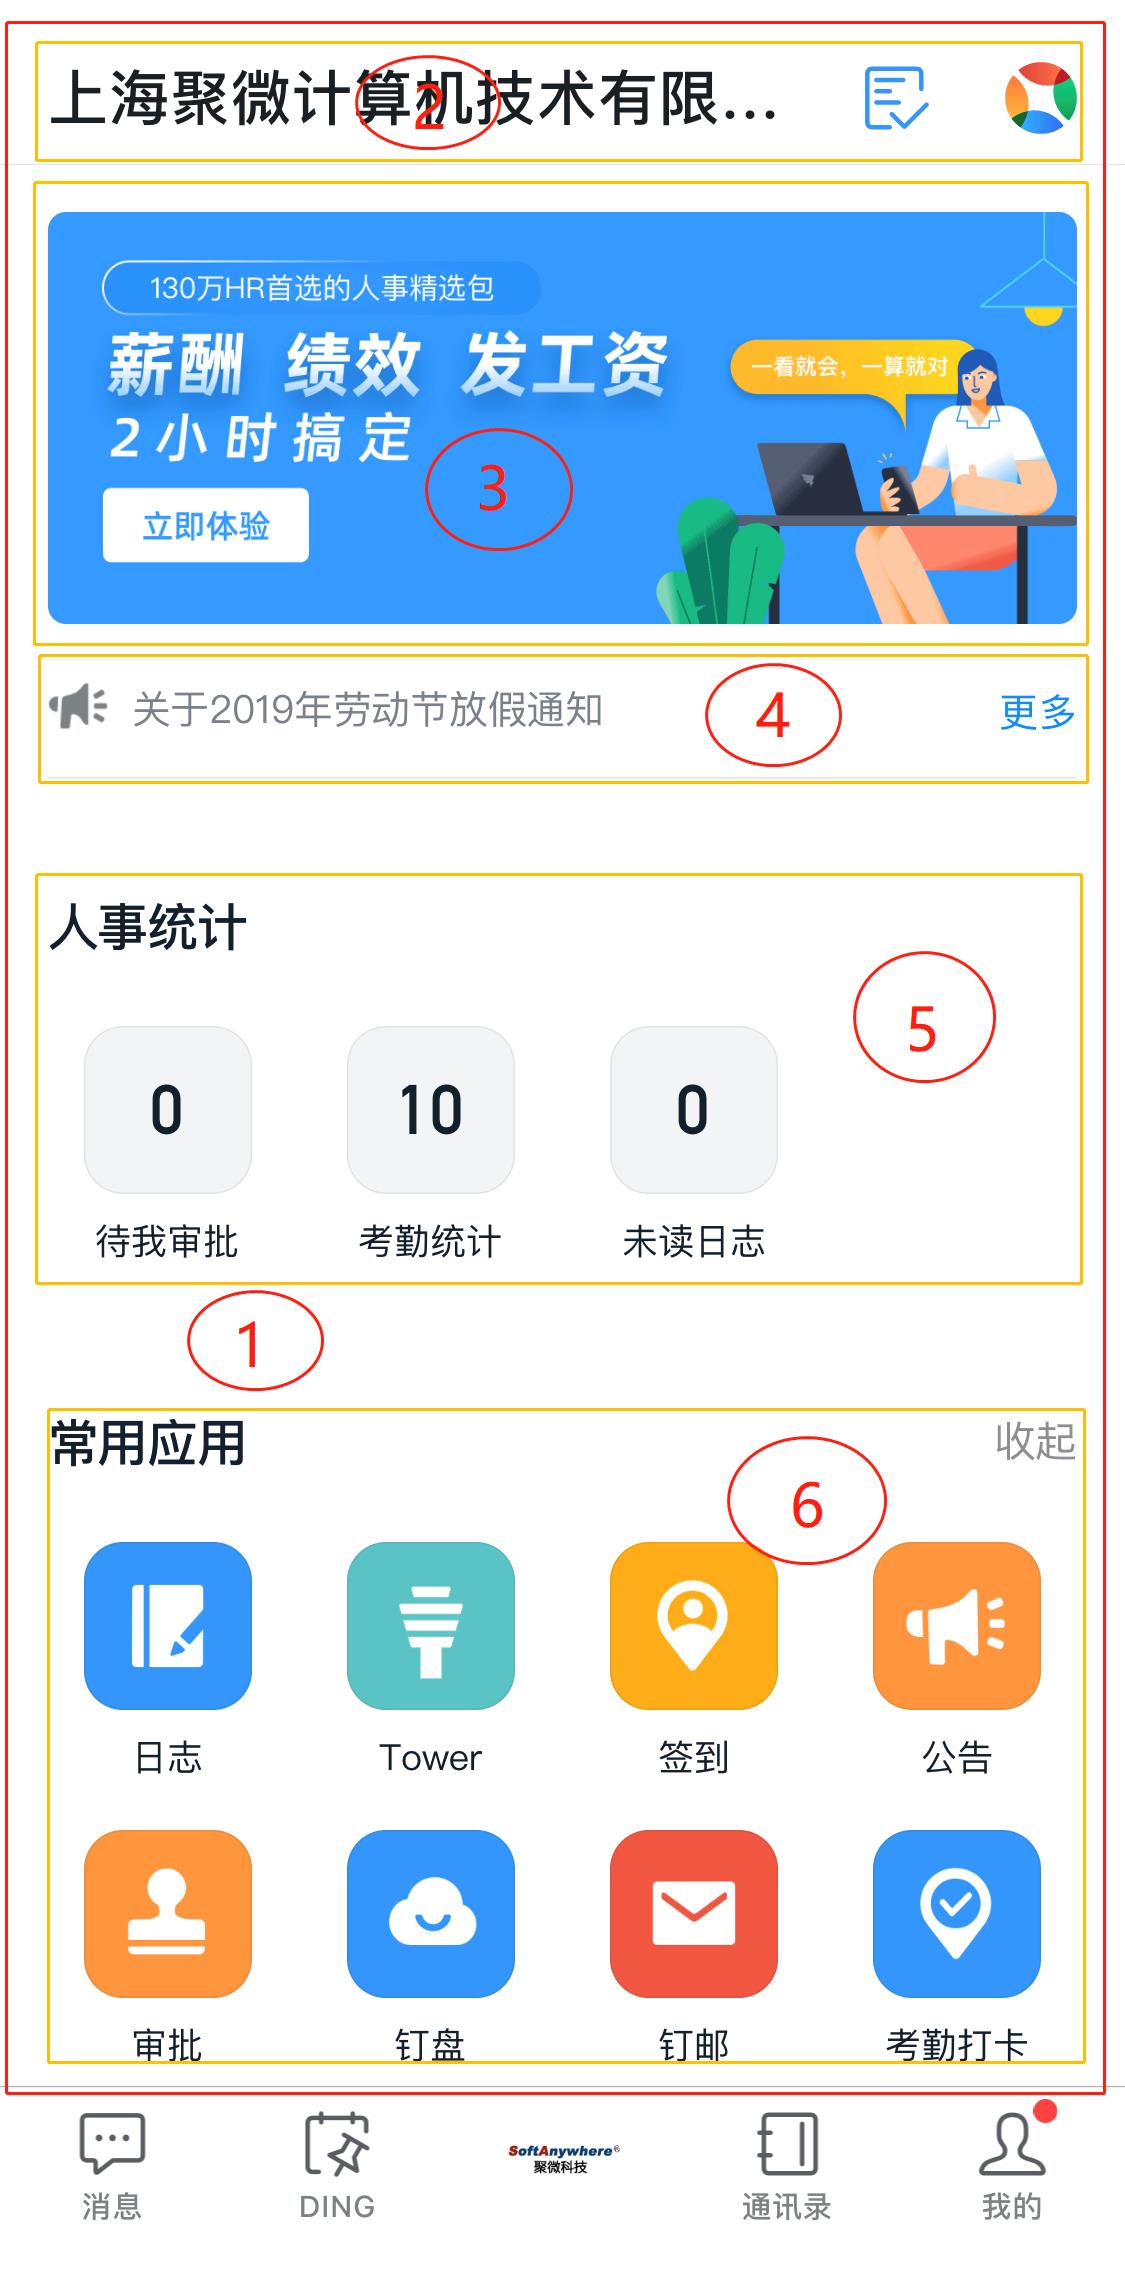 上海聚微计算机技术有限...
2
130万HR首选的人事精选包
薪酬 绩效 发工资
2小时搞定
一看就会，一算就对
3
立即体验
关于2019年劳动节放假通知
4
更多
人事统计
5
0
10
0
待我审批
考勤统计
未读日志
1
常用应用
收起
6
日志
Tower
签到
公告
审批
钉盘
钉邮
考勤打卡
SoftAnywhere®
聚微科技
消息
DING
通讯录
我的